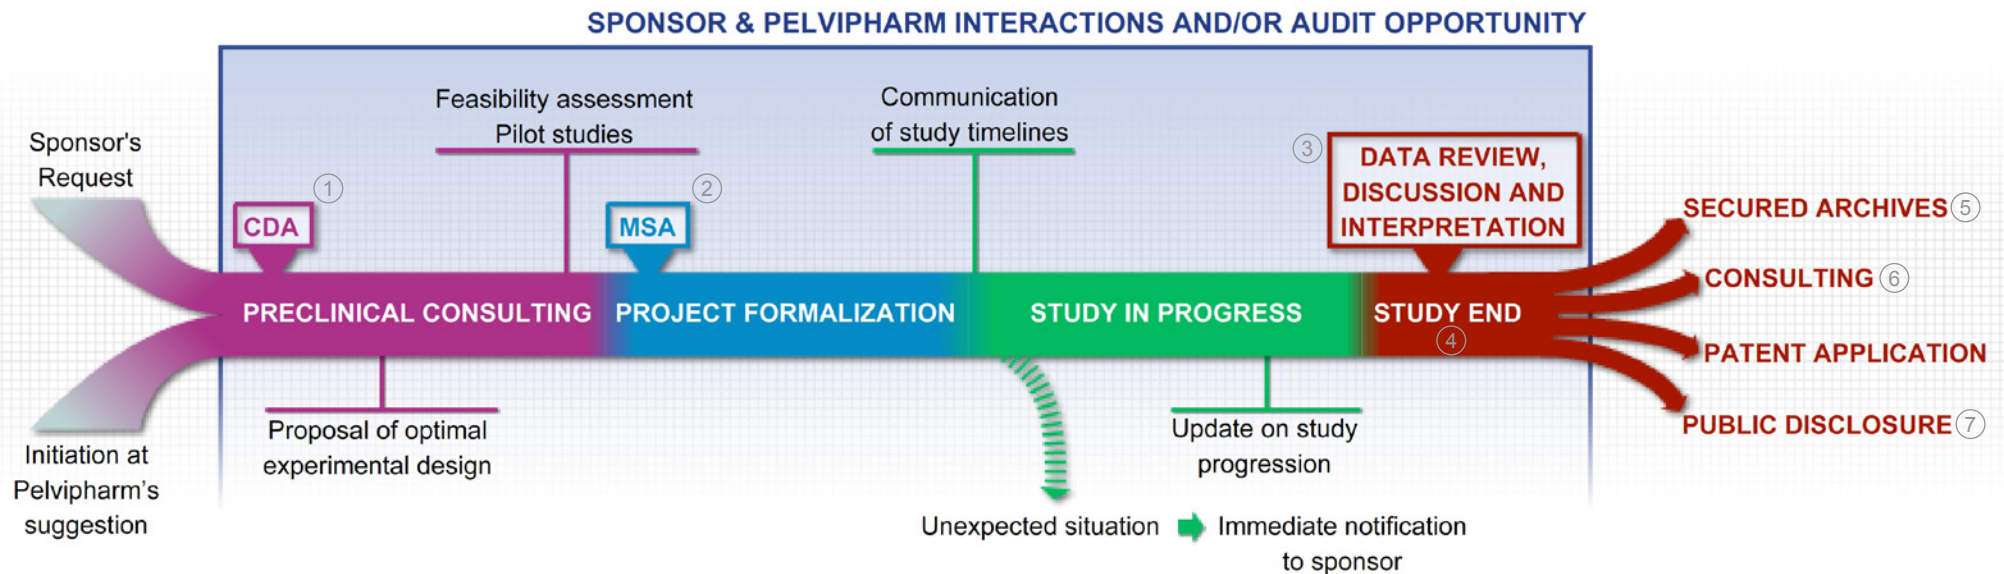 SPONSOR & PELVIPHARM INTERACTIONS AND/OR AUDIT OPPORTUNITY
Feasibility assessment
Pilot studies
Communication
of study timelines
Sponsor's
Request
①
②
③
DATA REVIEW,
DISCUSSION AND
INTERPRETATION
CDA
MSA
SECURED ARCHIVES ⑤
CONSULTING ⑥
PRECLINICAL CONSULTING
PROJECT FORMALIZATION
STUDY IN PROGRESS
STUDY END
④
PATENT APPLICATION
PUBLIC DISCLOSURE ⑦
Proposal of optimal
experimental design
Update on study
progression
Initiation at
Pelvipharm’s
suggestion
Unexpected situation
Immediate notification
to sponsor